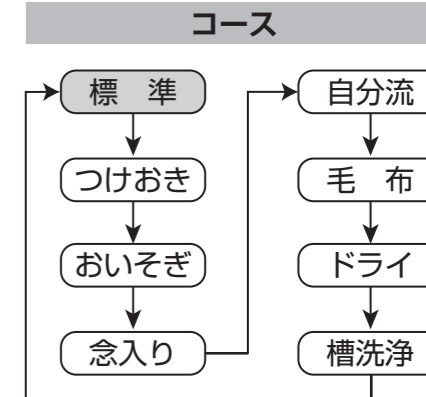 コース
標　準
つけおき
おいそぎ
念入り
自分流
毛　布
ドライ
槽洗浄